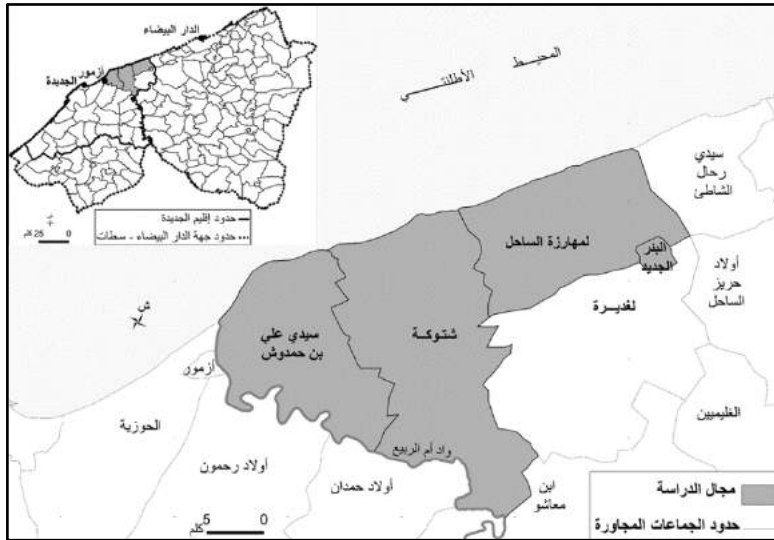 الدار البيضاء
أزمور
الجديدة
حدود إقليم الجديدة
حدود جهة الدار البيضاء - سطات
25 0
كلم
المحيط
الأطلنتي
سيدي
رحال
الشاطئ
لمهارزة الساحل
البئر
الجديد
أولاد
حريز
الساحل
لغديرة
شتوكة
سيدي علي
بن حمدوش
ش
أزمور
الحوزية
الغليميين
واد أم الربيع
أولاد رحمون
أولاد حمدان
ابن
معاشو
مجال الدراسة
حدود الجماعات المجاورة
5 0
كلم